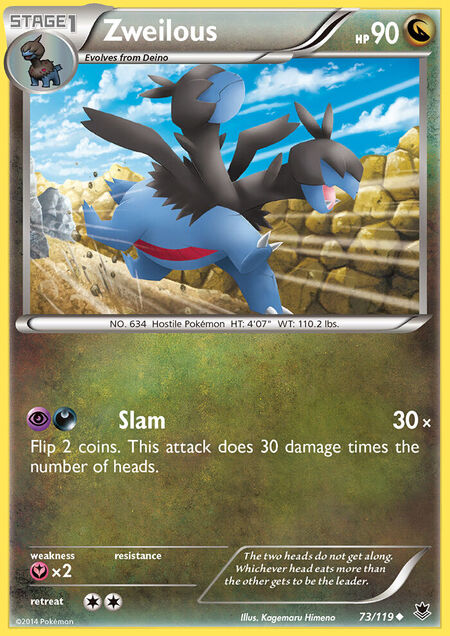 STAGE1
Zweilous
HP 90
Evolves from Deino
NO. 634 Hostile Pokémon HT: 4'07" WT: 110.2 lbs.
Slam 30×
Flip 2 coins. This attack does 30 damage times the
number of heads.
weakness resistance
×2
The two heads do not get along.
Whichever head eats more than
the other gets to be the leader.
retreat
©2014 Pokémon Illus. Kagemaru Himeno 73/119